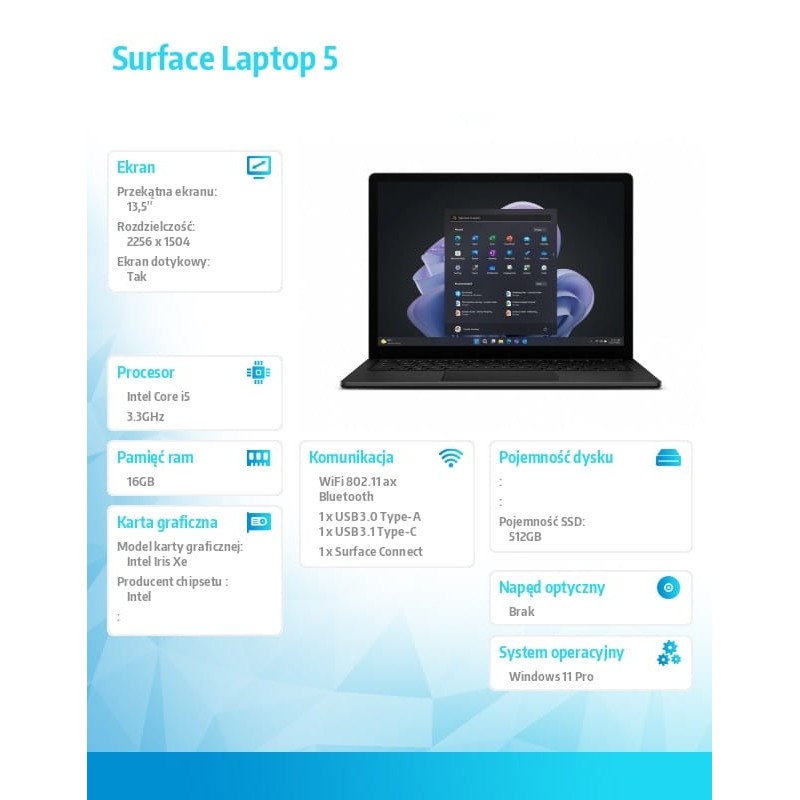 Surface Laptop 5
Ekran
Przekątna ekranu:
13,5"
Rozdzielczość:
2256 x 1504
Ekran dotykowy:
Tak
Procesor
Intel Core i5
3.3GHz
Pamięć ram
16GB
Karta graficzna
Model karty graficznej:
Intel Iris Xe
Producent chipsetu :
Intel
:
Komunikacja
WiFi 802.11 ax
Bluetooth
1 x USB 3.0 Type-A
1 x USB 3.1 Type-C
1 x Surface Connect
Pojemność dysku
:
:
Pojemność SSD:
512GB
Napęd optyczny
Brak
System operacyjny
Windows 11 Pro